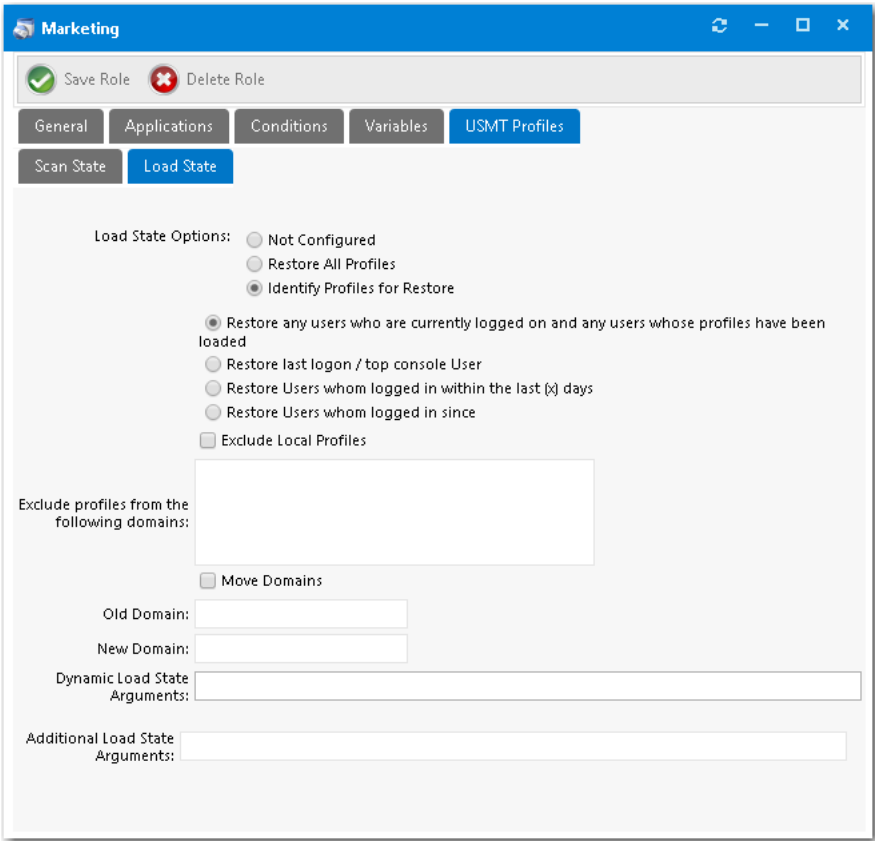 Marketing
Save Role Delete Role
General Applications Conditions Variables USMT Profiles
Scan State Load State
Load State Options: Not Configured
Restore All Profiles
Identify Profiles for Restore
Restore any users who are currently logged on and any users whose profiles have been
loaded
Restore last logon / top console User
Restore Users whom logged in within the last (x) days
Restore Users whom logged in since
Exclude Local Profiles
Exclude profiles from the
following domains:
Move Domains
Old Domain:
New Domain:
Dynamic Load State
Arguments:
Additional Load State
Arguments: